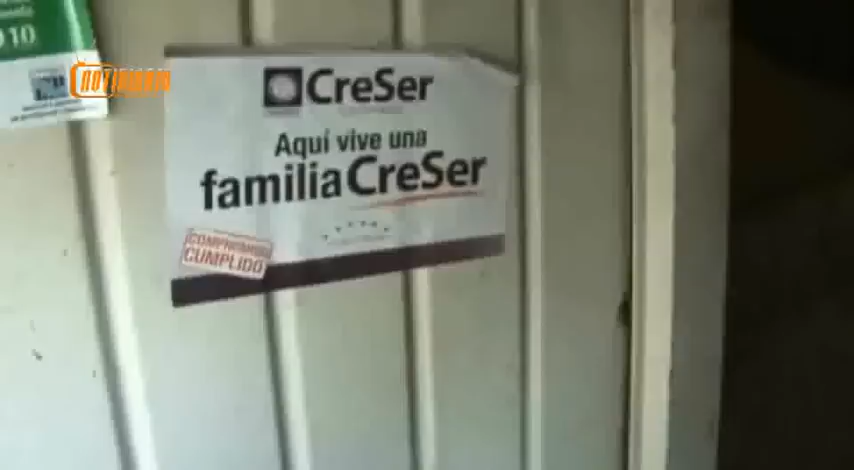 10
CreSer
Aquí vive una
familia CreSer
COMPROMISO
CUMPLIDO